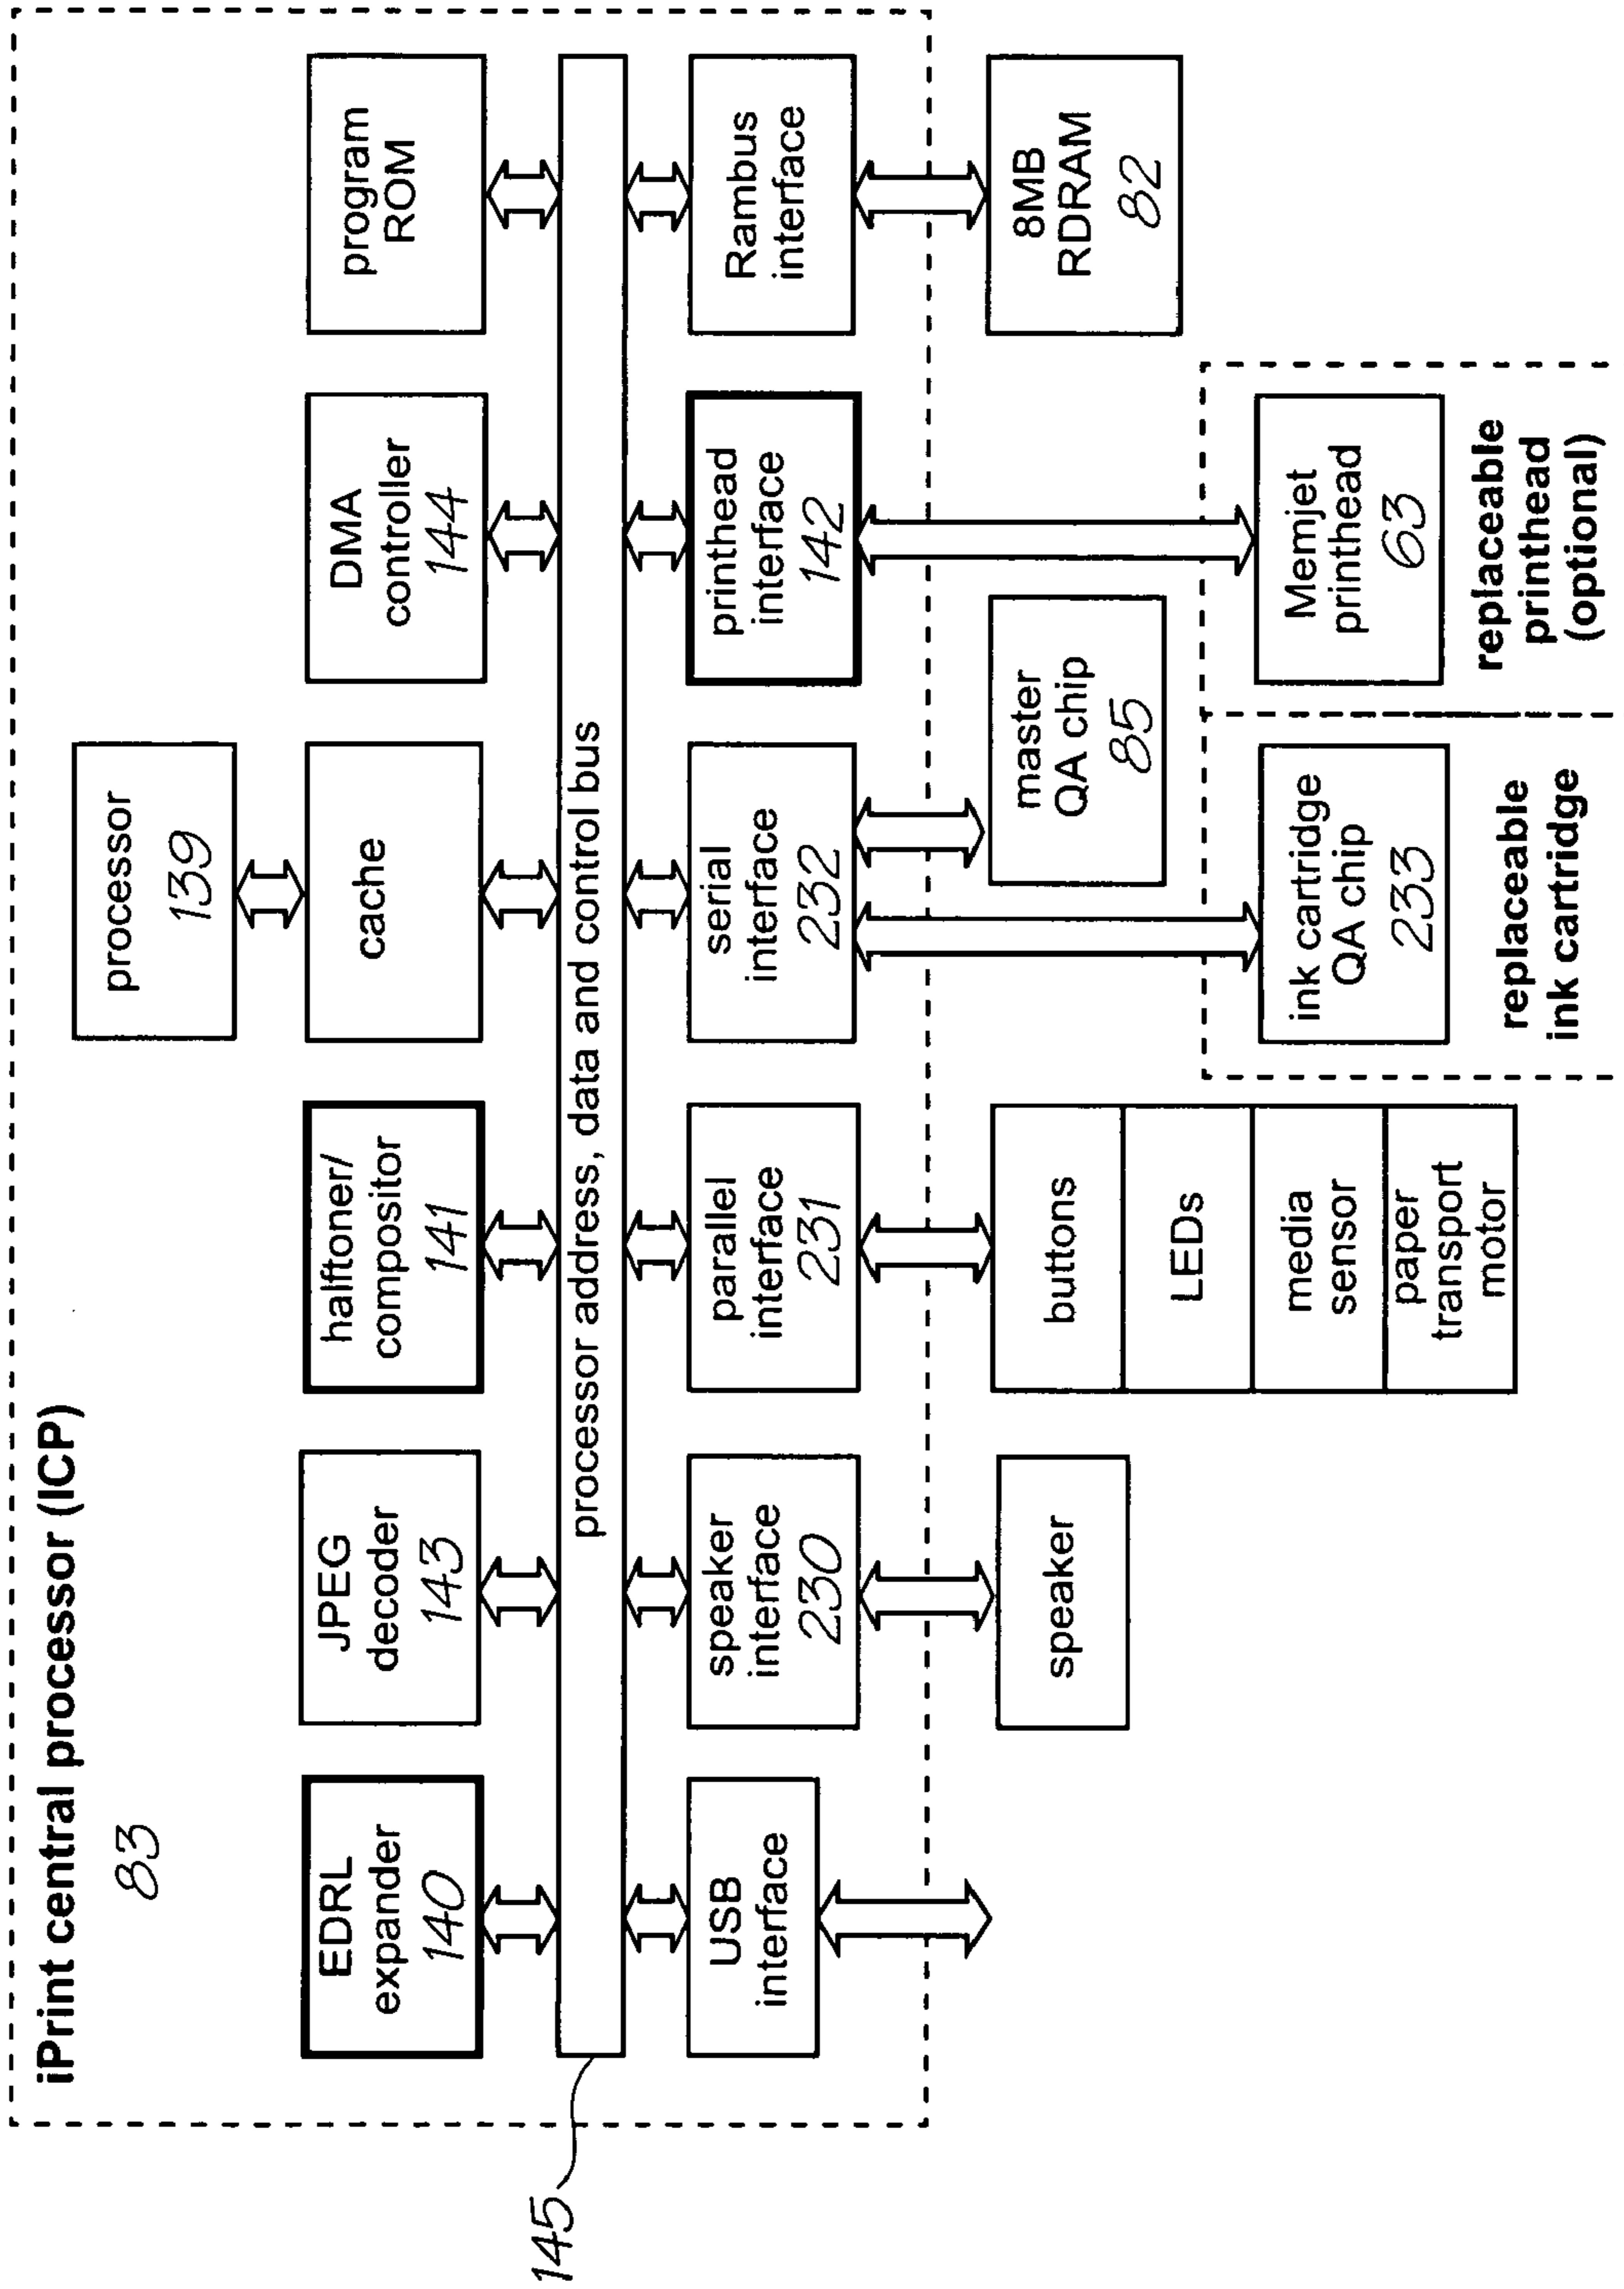 iPrint central processor (ICP)
83
processor
139
EDRL
expander
140
JPEG
decoder
143
halftoner/
compositor
141
cache
DMA
controller
144
program
ROM
145
processor address, data and control bus
USB
interface
speaker
interface
230
parallel
interface
231
serial
interface
232
printhead
interface
142
Rambus
interface
speaker
buttons
LEDs
media
sensor
paper
transport
motor
master
QA chip
85
8MB
RDRAM
82
ink cartridge
QA chip
233
Memjet
printhead
63
replaceable
ink cartridge
replaceable
printhead
(optional)